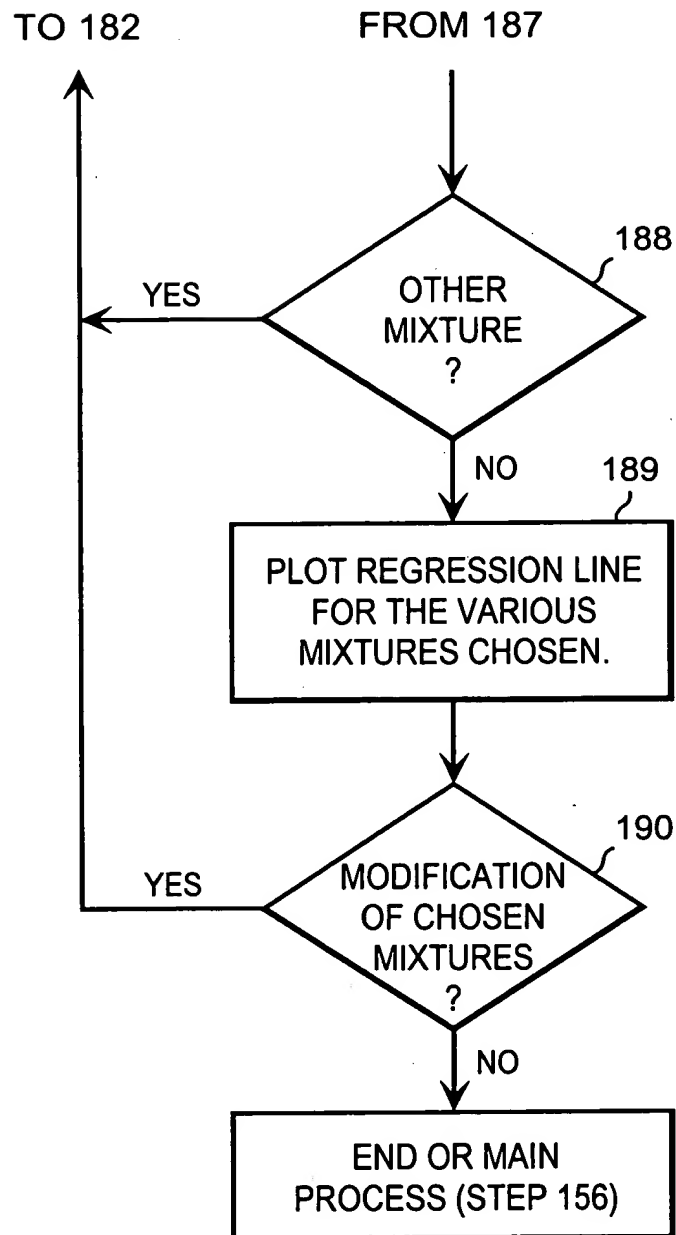 TO 182
FROM 187
188
YES
OTHER
MIXTURE
?
NO
189
PLOT REGRESSION LINE
FOR THE VARIOUS
MIXTURES CHOSEN.
190
YES
MODIFICATION
OF CHOSEN
MIXTURES
?
NO
END OR MAIN
PROCESS (STEP 156)